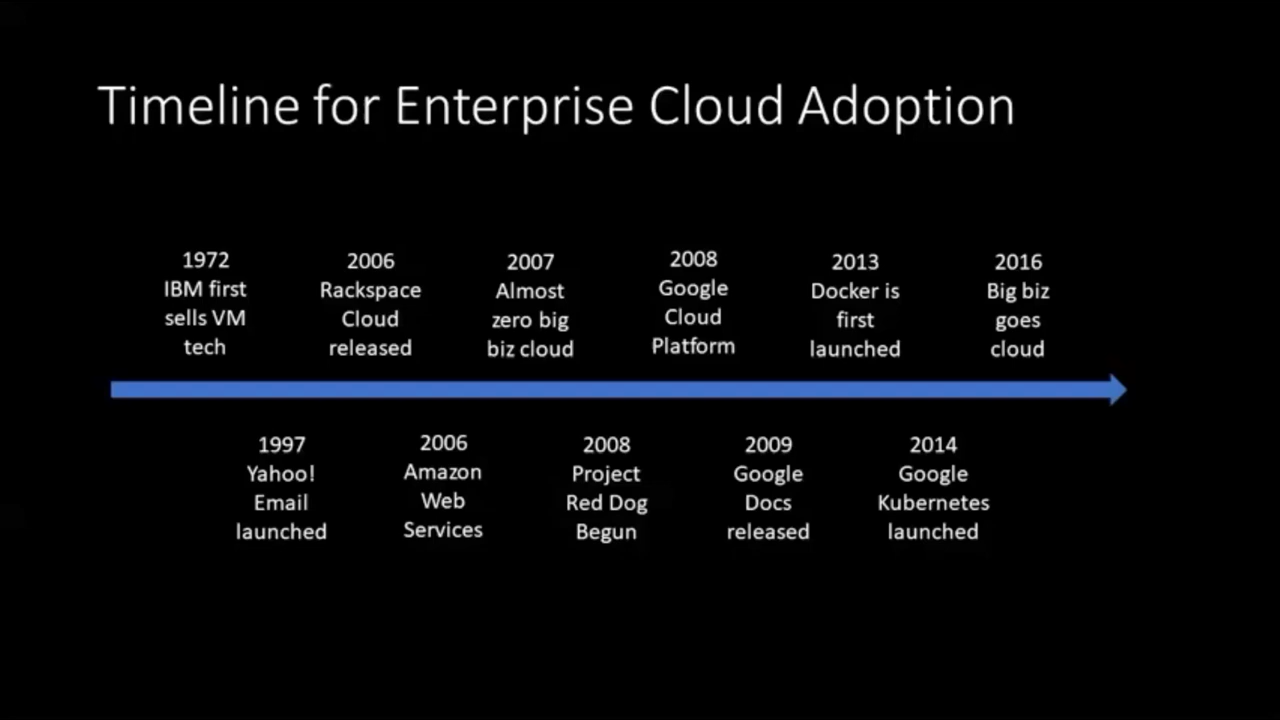 Timeline for Enterprise Cloud Adoption
1972
IBM first
sells VM
tech
2006
Rackspace
Cloud
released
2007
Almost
zero big
biz cloud
2008
Google
Cloud
Platform
2013
Docker is
first
launched
2016
Big biz
goes
cloud
1997
Yahoo!
Email
launched
2006
Amazon
Web
Services
2008
Project
Red Dog
Begun
2009
Google
Docs
released
2014
Google
Kubernetes
launched